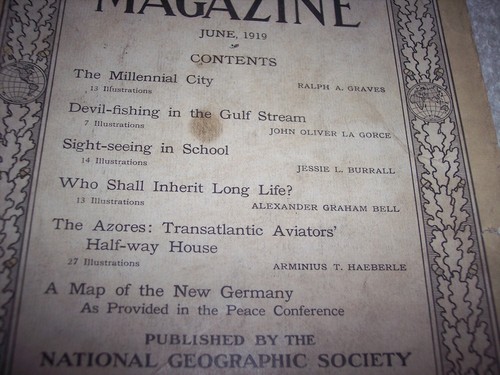 MAGAZINE
JUNE, 1919
CONTENTS
The Millennial City
13 Illustrations RALPH A. GRAVES
Devil-fishing in the Gulf Stream
7 Illustrations JOHN OLIVER LA GORCE
Sight-seeing in School
14 Illustrations JESSIE L. BURRALL
Who Shall Inherit Long Life?
13 Illustrations ALEXANDER GRAHAM BELL
The Azores: Transatlantic Aviators'
Half-way House
27 Illustrations ARMINIUS T. HAEBERLE
A Map of the New Germany
As Provided in the Peace Conference
PUBLISHED BY THE
NATIONAL GEOGRAPHIC SOCIETY